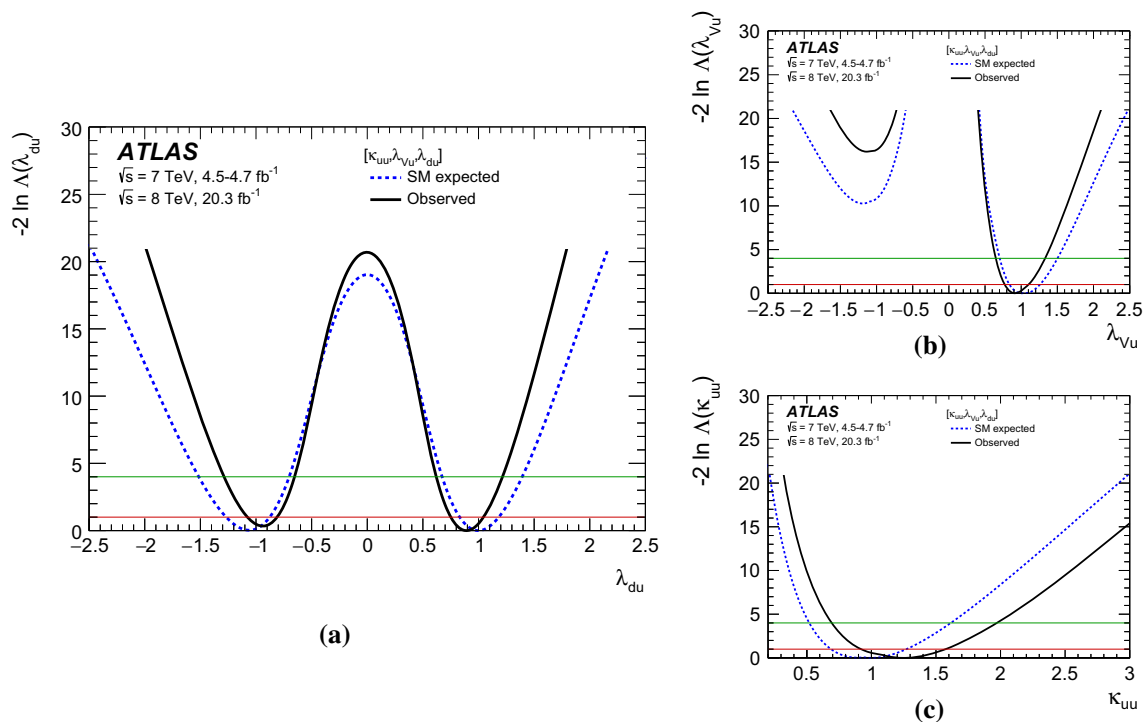 -2 ln Λ(λdu)
30
25
20
15
10
5
0
ATLAS
√s = 7 TeV, 4.5-4.7 fb-1
√s = 8 TeV, 20.3 fb-1
[κuu,λVu,λdu]
SM expected
Observed
−2.5 −2 −1.5 −1 −0.5 0 0.5 1 1.5 2 2.5
λdu
(a)
-2 ln Λ(λVu)
30
25
20
15
10
5
0
ATLAS
√s = 7 TeV, 4.5-4.7 fb-1
√s = 8 TeV, 20.3 fb-1
[κuu,λVu,λdu]
SM expected
Observed
−2.5 −2 −1.5 −1 −0.5 0 0.5 1 1.5 2 2.5
λVu
(b)
-2 ln Λ(κuu)
30
25
20
15
10
5
0
ATLAS
√s = 7 TeV, 4.5-4.7 fb-1
√s = 8 TeV, 20.3 fb-1
[κuu,λVu,λdu]
SM expected
Observed
0.5 1 1.5 2 2.5 3
κuu
(c)